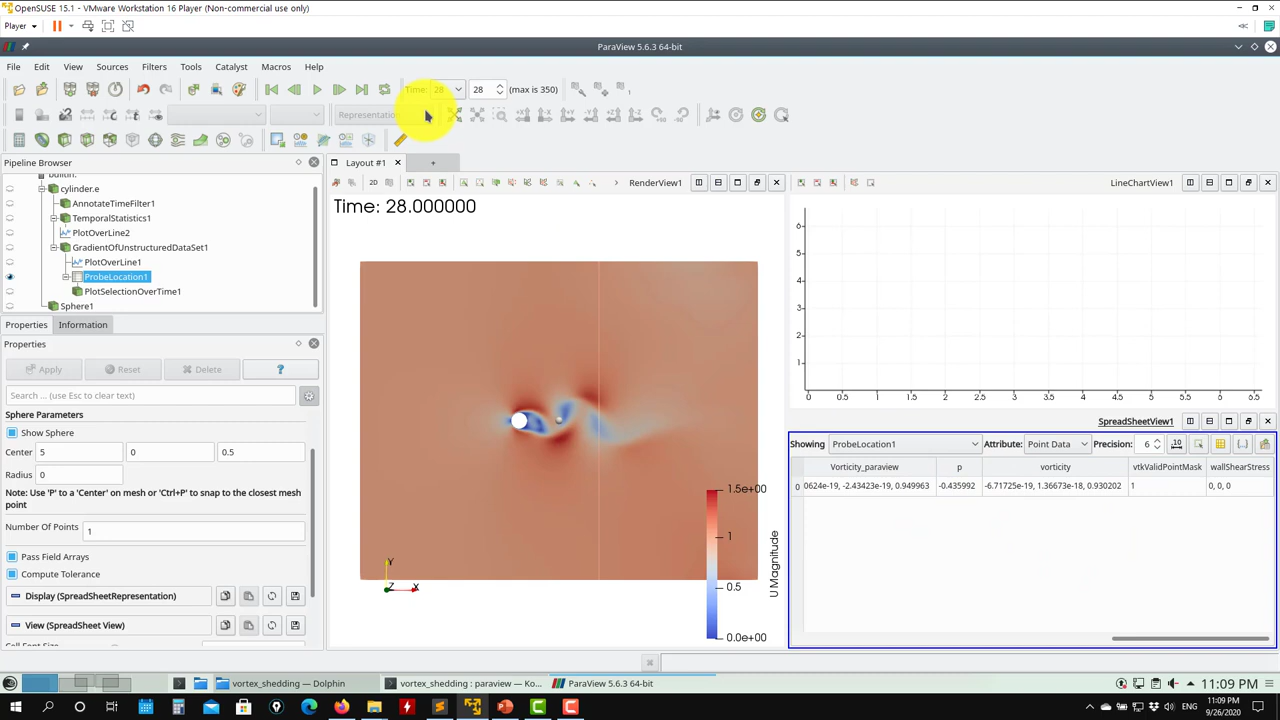 OpenSUSE 15.1 - VMware Workstation 16 Player (Non-commercial use only)
Player
ParaView 5.6.3 64-bit
File Edit View Sources Filters Tools Catalyst Macros Help
Time: 28 28 (max is 350)
Representation
Pipeline Browser
builtin:
cylinder.e
AnnotateTimeFilter1
TemporalStatistics1
PlotOverLine2
GradientOfUnstructuredDataSet1
PlotOverLine1
ProbeLocation1
PlotSelectionOverTime1
Sphere1
Properties Information
Properties
Apply Reset Delete ?
Search ... (use Esc to clear text)
Sphere Parameters
Show Sphere
Center 5 0 0.5
Radius 0
Note: Use 'P' to a 'Center' on mesh or 'Ctrl+P' to snap to the closest mesh
point
Number Of Points 1
Pass Field Arrays
Compute Tolerance
Display (SpreadSheetRepresentation)
View (SpreadSheet View)
Cell Font Size
Layout #1 +
2D RenderView1
Time: 28.000000
1.5e+00
1
0.5
0.0e+00
U Magnitude
Y
Z X
LineChartView1
6
5
4
3
2
1
0 0.5 1 1.5 2 2.5 3 3.5 4 4.5 5 5.5 6 6.5
SpreadSheetView1
Showing ProbeLocation1 Attribute: Point Data Precision: 6
Vorticity_paraview p vorticity vtkValidPointMask wallShearStress
0 0624e-19, -2.43423e-19, 0.949963 -0.435992 -6.71725e-19, 1.36673e-18, 0.930202 1 0, 0, 0
vortex_shedding — Dolphin vortex_shedding : paraview — Ko... ParaView 5.6.3 64-bit 11:09 PM
11:09 PM
9/26/2020